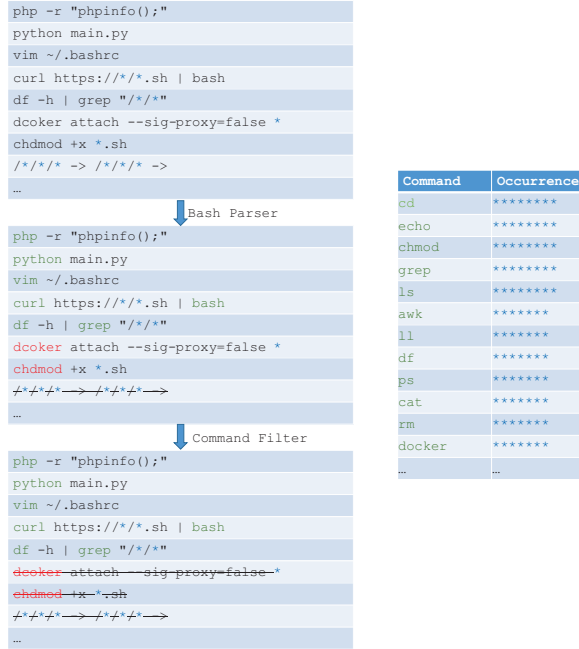 php -r "phpinfo();"
python main.py
vim ~/.bashrc
curl https://*/*.sh | bash
df -h | grep "/*/*"
dcoker attach --sig-proxy=false *
chdmod +x *.sh
/*/*/* -> /*/*/* ->
…
Bash Parser
php -r "phpinfo();"
python main.py
vim ~/.bashrc
curl https://*/*.sh | bash
df -h | grep "/*/*"
dcoker attach --sig-proxy=false *
chdmod +x *.sh
/*/*/* -> /*/*/* ->
…
Command Filter
php -r "phpinfo();"
python main.py
vim ~/.bashrc
curl https://*/*.sh | bash
df -h | grep "/*/*"
dcoker attach --sig-proxy=false *
chdmod +x *.sh
/*/*/* -> /*/*/* ->
…
Command Occurrence
cd ********
echo ********
chmod ********
grep ********
ls ********
awk *******
ll *******
df *******
ps *******
cat *******
rm *******
docker *******
… …